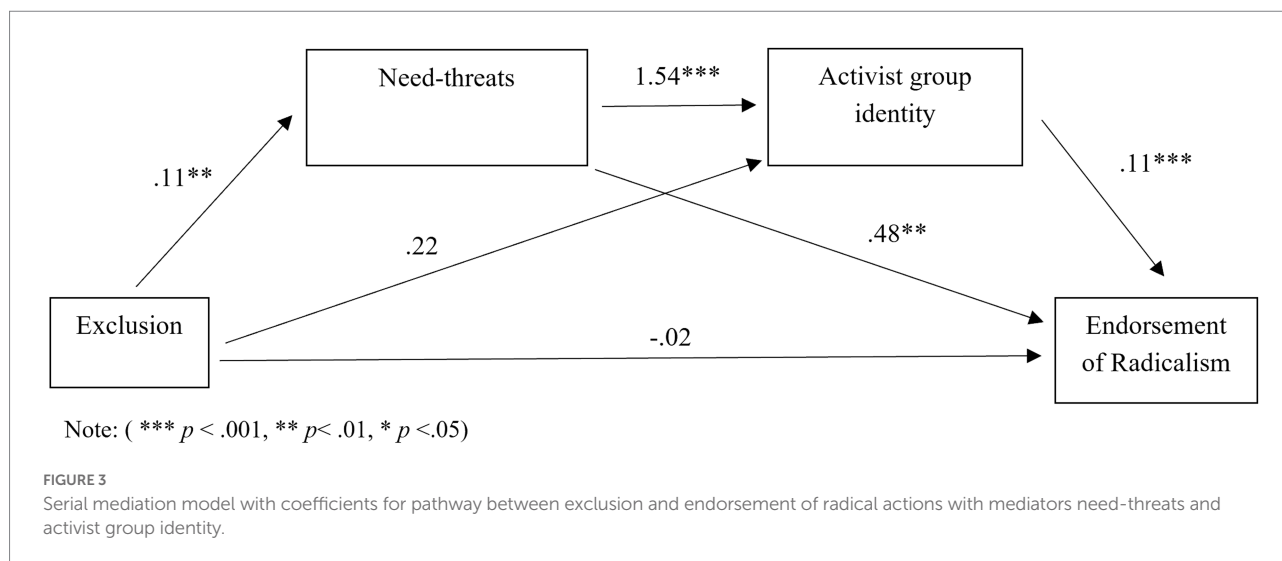 Need-threats
1.54***
Activist group
identity
.11**
.11***
.22
.48**
Exclusion
-.02
Endorsement
of Radicalism
Note: ( *** p < .001, ** p< .01, * p <.05)
FIGURE 3
Serial mediation model with coefficients for pathway between exclusion and endorsement of radical actions with mediators need-threats and
activist group identity.